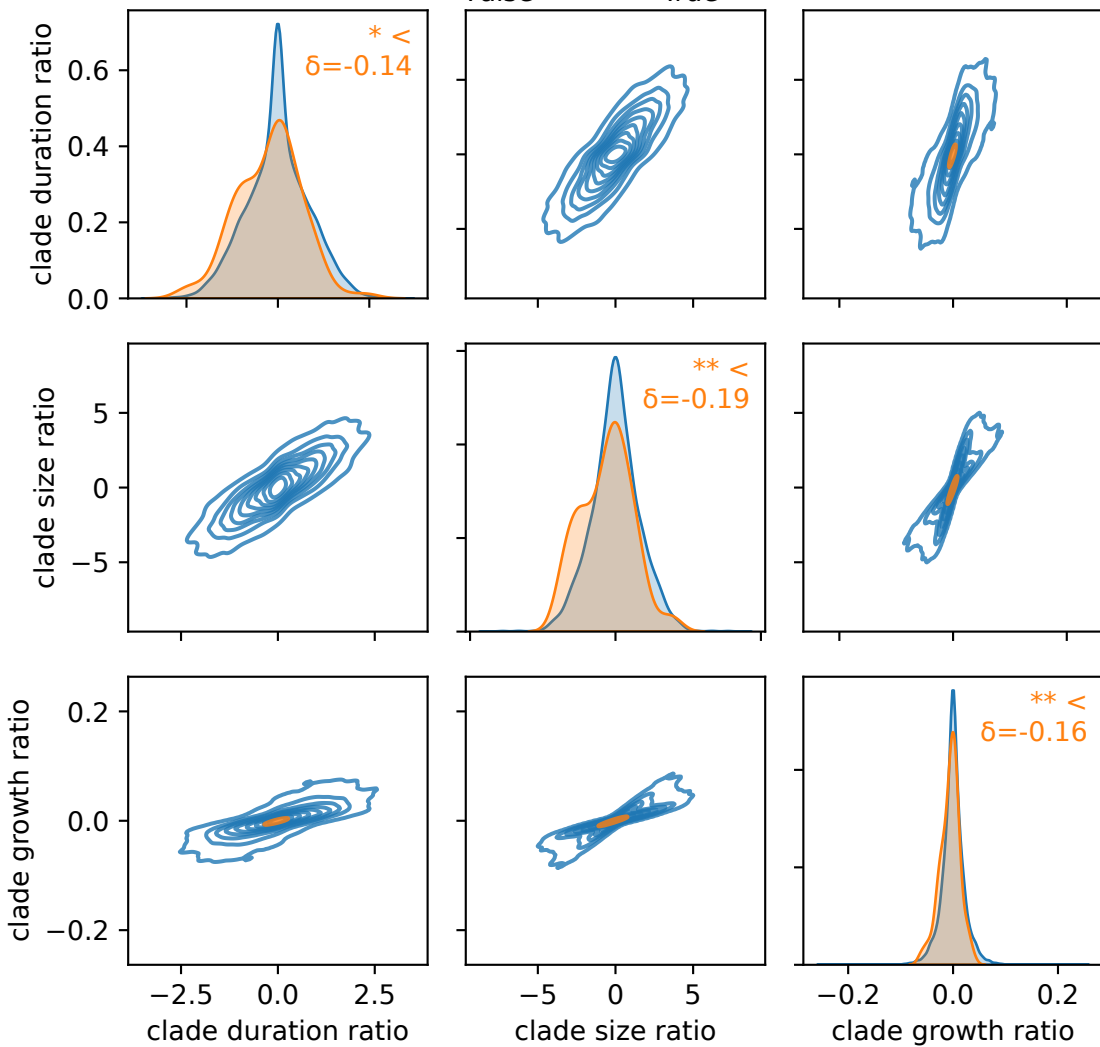 * <
δ=-0.14
clade duration ratio
0.6
0.4
0.2
0.0
** <
δ=-0.19
clade size ratio
5
0
−5
** <
δ=-0.16
clade growth ratio
0.2
0.0
−0.2
−2.5 0.0 2.5
−5 0 5
−0.2 0.0 0.2
clade duration ratio
clade size ratio
clade growth ratio